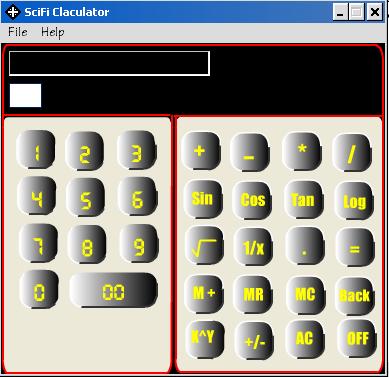 SciFi Claculator
File Help
1 2 3 + - * /
4 5 6 Sin Cos Tan Log
7 8 9 √ 1/x . =
0 00 M+ MR MC Back
X^Y +/- AC OFF